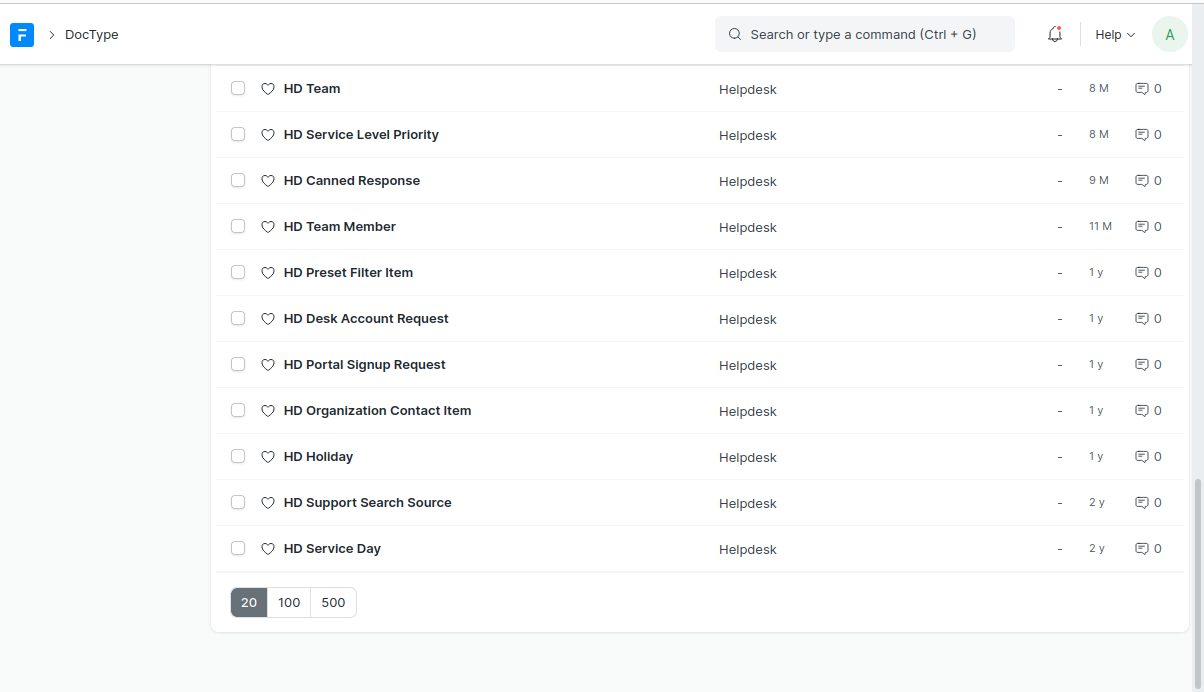 F DocType Search or type a command (Ctrl + G) Help A
HD Team Helpdesk - 8 M 0
HD Service Level Priority Helpdesk - 8 M 0
HD Canned Response Helpdesk - 9 M 0
HD Team Member Helpdesk - 11 M 0
HD Preset Filter Item Helpdesk - 1 y 0
HD Desk Account Request Helpdesk - 1 y 0
HD Portal Signup Request Helpdesk - 1 y 0
HD Organization Contact Item Helpdesk - 1 y 0
HD Holiday Helpdesk - 1 y 0
HD Support Search Source Helpdesk - 2 y 0
HD Service Day Helpdesk - 2 y 0
20 100 500